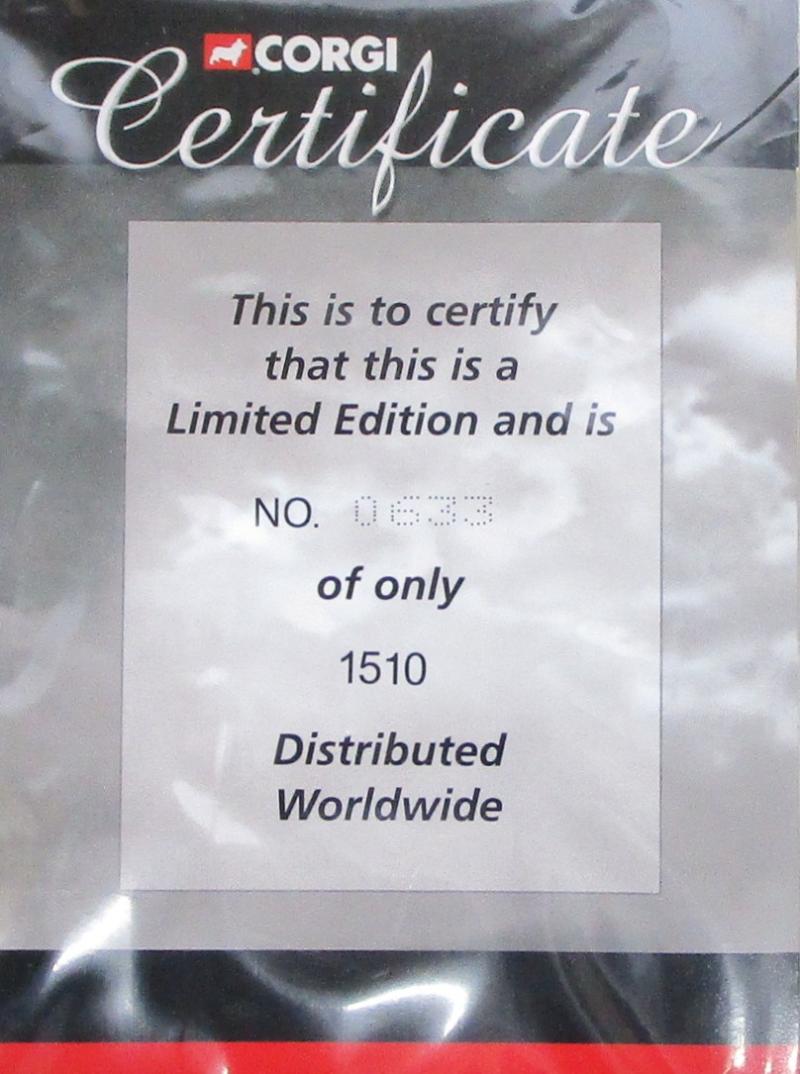 CORGI
Certificate
This is to certify
that this is a
Limited Edition and is
NO. 0633
of only
1510
Distributed
Worldwide